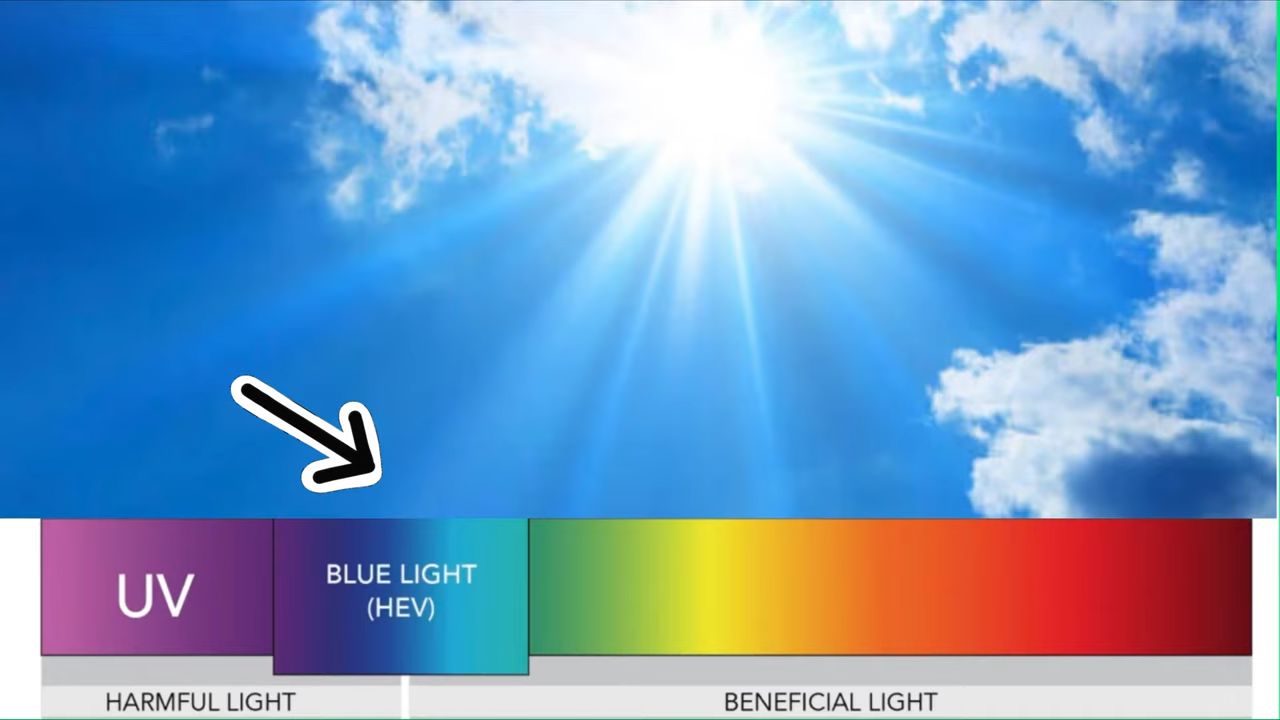 UV
BLUE LIGHT
(HEV)
HARMFUL LIGHT
BENEFICIAL LIGHT